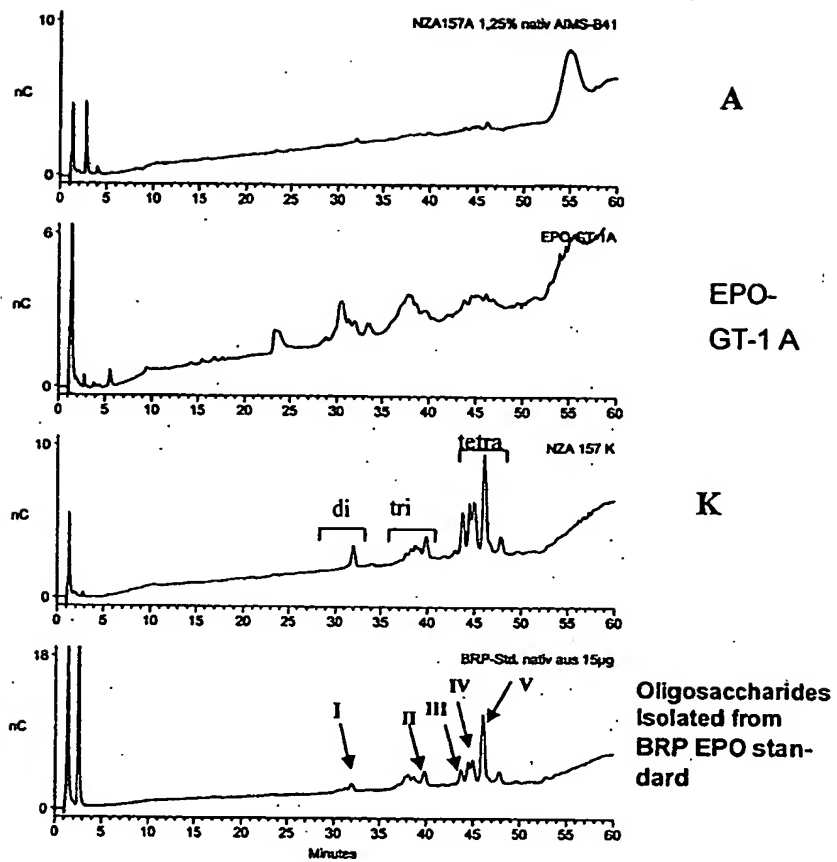 10
nC
0
NZA157A 1,25% nativ AIMS-B41
A
0 5 10 15 20 25 30 35 40 45 50 55 60
6
nC
0
EPO-GT-1A
EPO-
GT-1 A
0 5 10 15 20 25 30 35 40 45 50 55 60
10
nC
0
NZA 157 K
di
tri
tetra
K
0 5 10 15 20 25 30 35 40 45 50 55 60
18
nC
0
BRP-Std. nativ aus 15µg
I
II
III
IV
V
Oligosaccharides
Isolated from
BRP EPO stan-
dard
0 5 10 15 20 25 30 35 40 45 50 55 60
Minutes